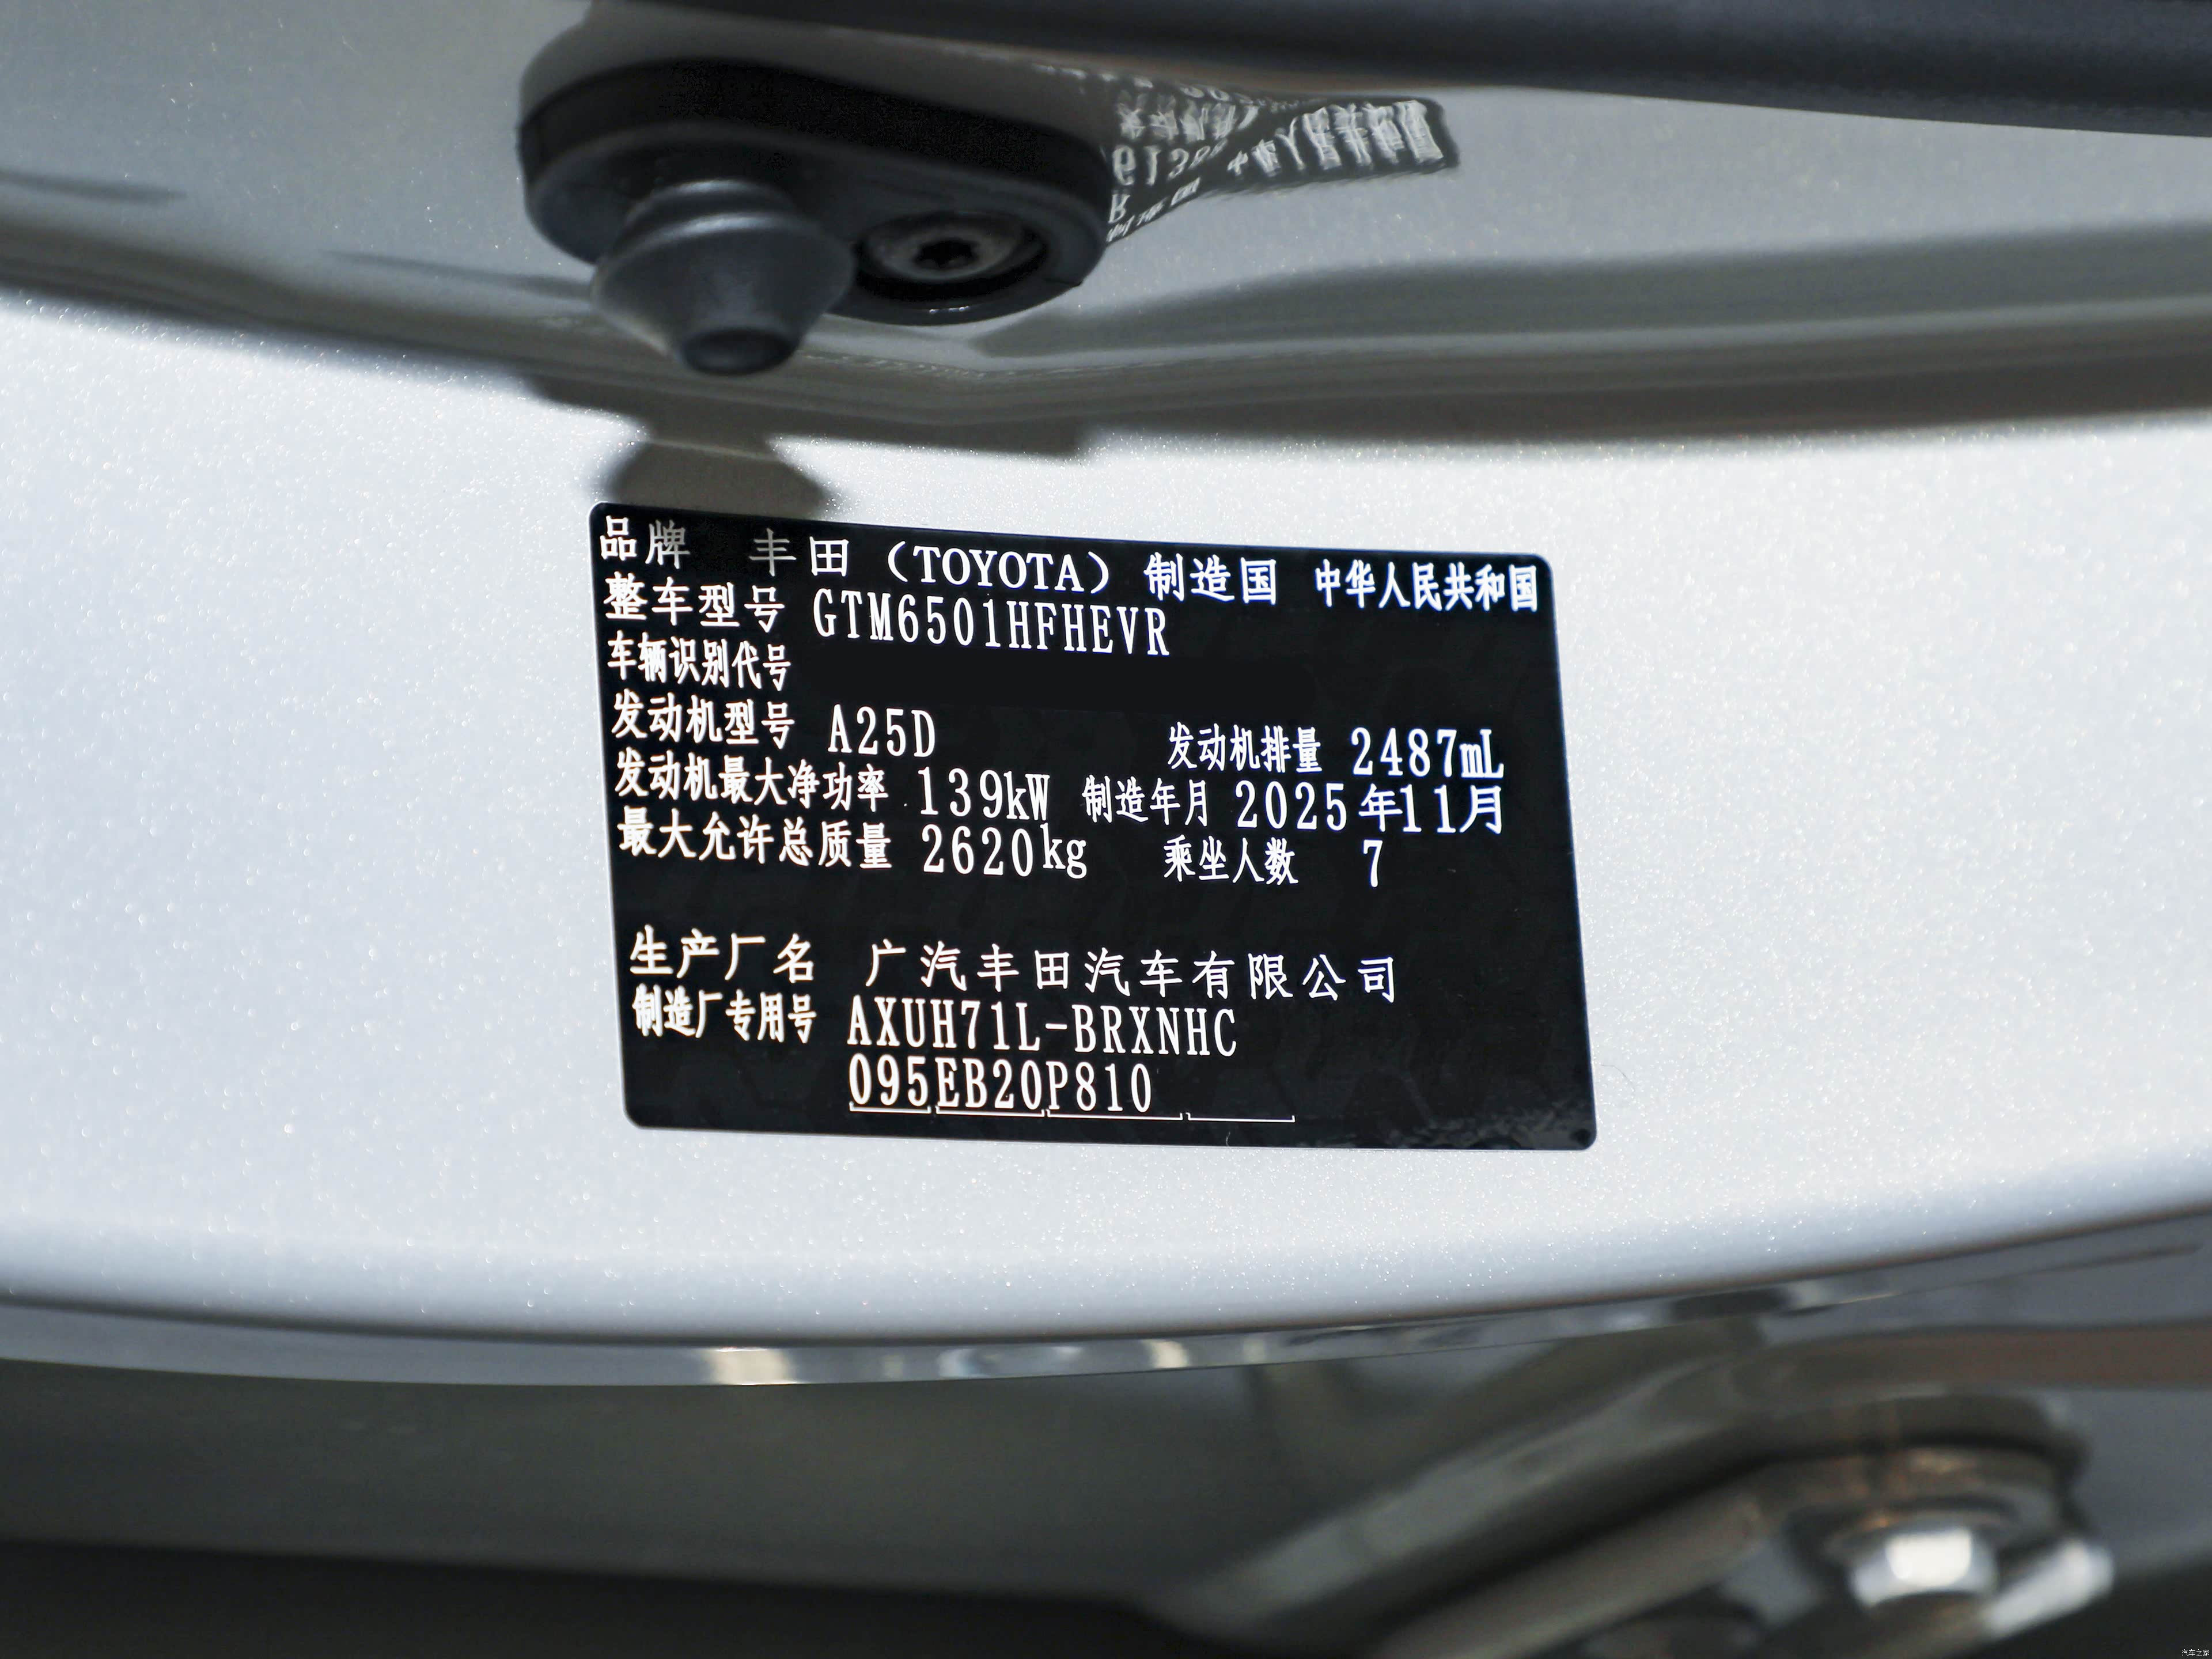 品牌 丰田（TOYOTA）制造国 中华人民共和国
整车型号 GTM6501HFHEVR
车辆识别代号
发动机型号 A25D 发动机排量 2487mL
发动机最大净功率 139kW 制造年月 2025年11月
最大允许总质量 2620kg 乘坐人数 7
生产厂名 广汽丰田汽车有限公司
制造厂专用号 AXUH71L-BRXNHC
095EB20P810
汽车之家